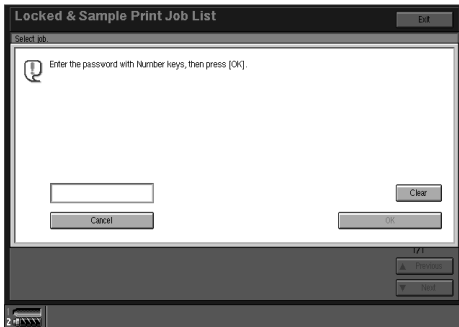 Locked & Sample Print Job List
Exit
Select job.
Enter the password with Number keys, then press [OK].
Clear
Cancel
OK
1/1
▲ Previous
▼ Next